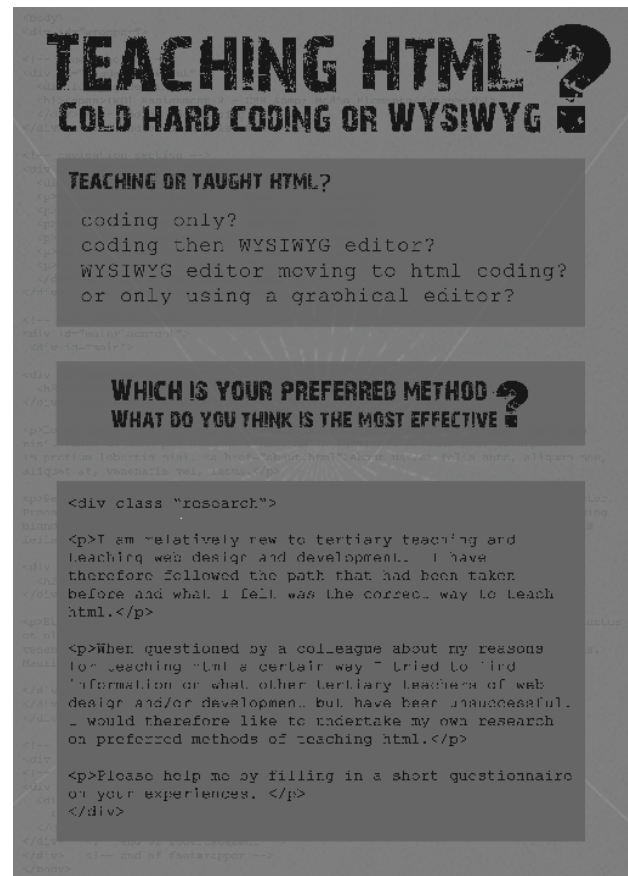 TEACHING HTML?
COLD HARD CODING OR WYSIWYG
TEACHING OR TAUGHT HTML?
coding only?
coding then WYSIWYG editor?
WYSIWYG editor moving to html coding?
or only using a graphical editor?
WHICH IS YOUR PREFERRED METHOD?
WHAT DO YOU THINK IS THE MOST EFFECTIVE
<div class “research”>
<p>I am relatively new to tertiary teaching and
teaching web design and development. I have
therefore followed the path that had been taken
before and what I felt was the correct way to teach
html.</p>
<p>When questioned by a colleague about my reasons
for teaching html a certain way I tried to find
information on what other tertiary teachers of web
design and/or development but have been unsuccessful.
I would therefore like to undertake my own research
on preferred methods of teaching html.</p>
<p>Please help me by filling in a short questionnaire
on your experiences. </p>
</div>